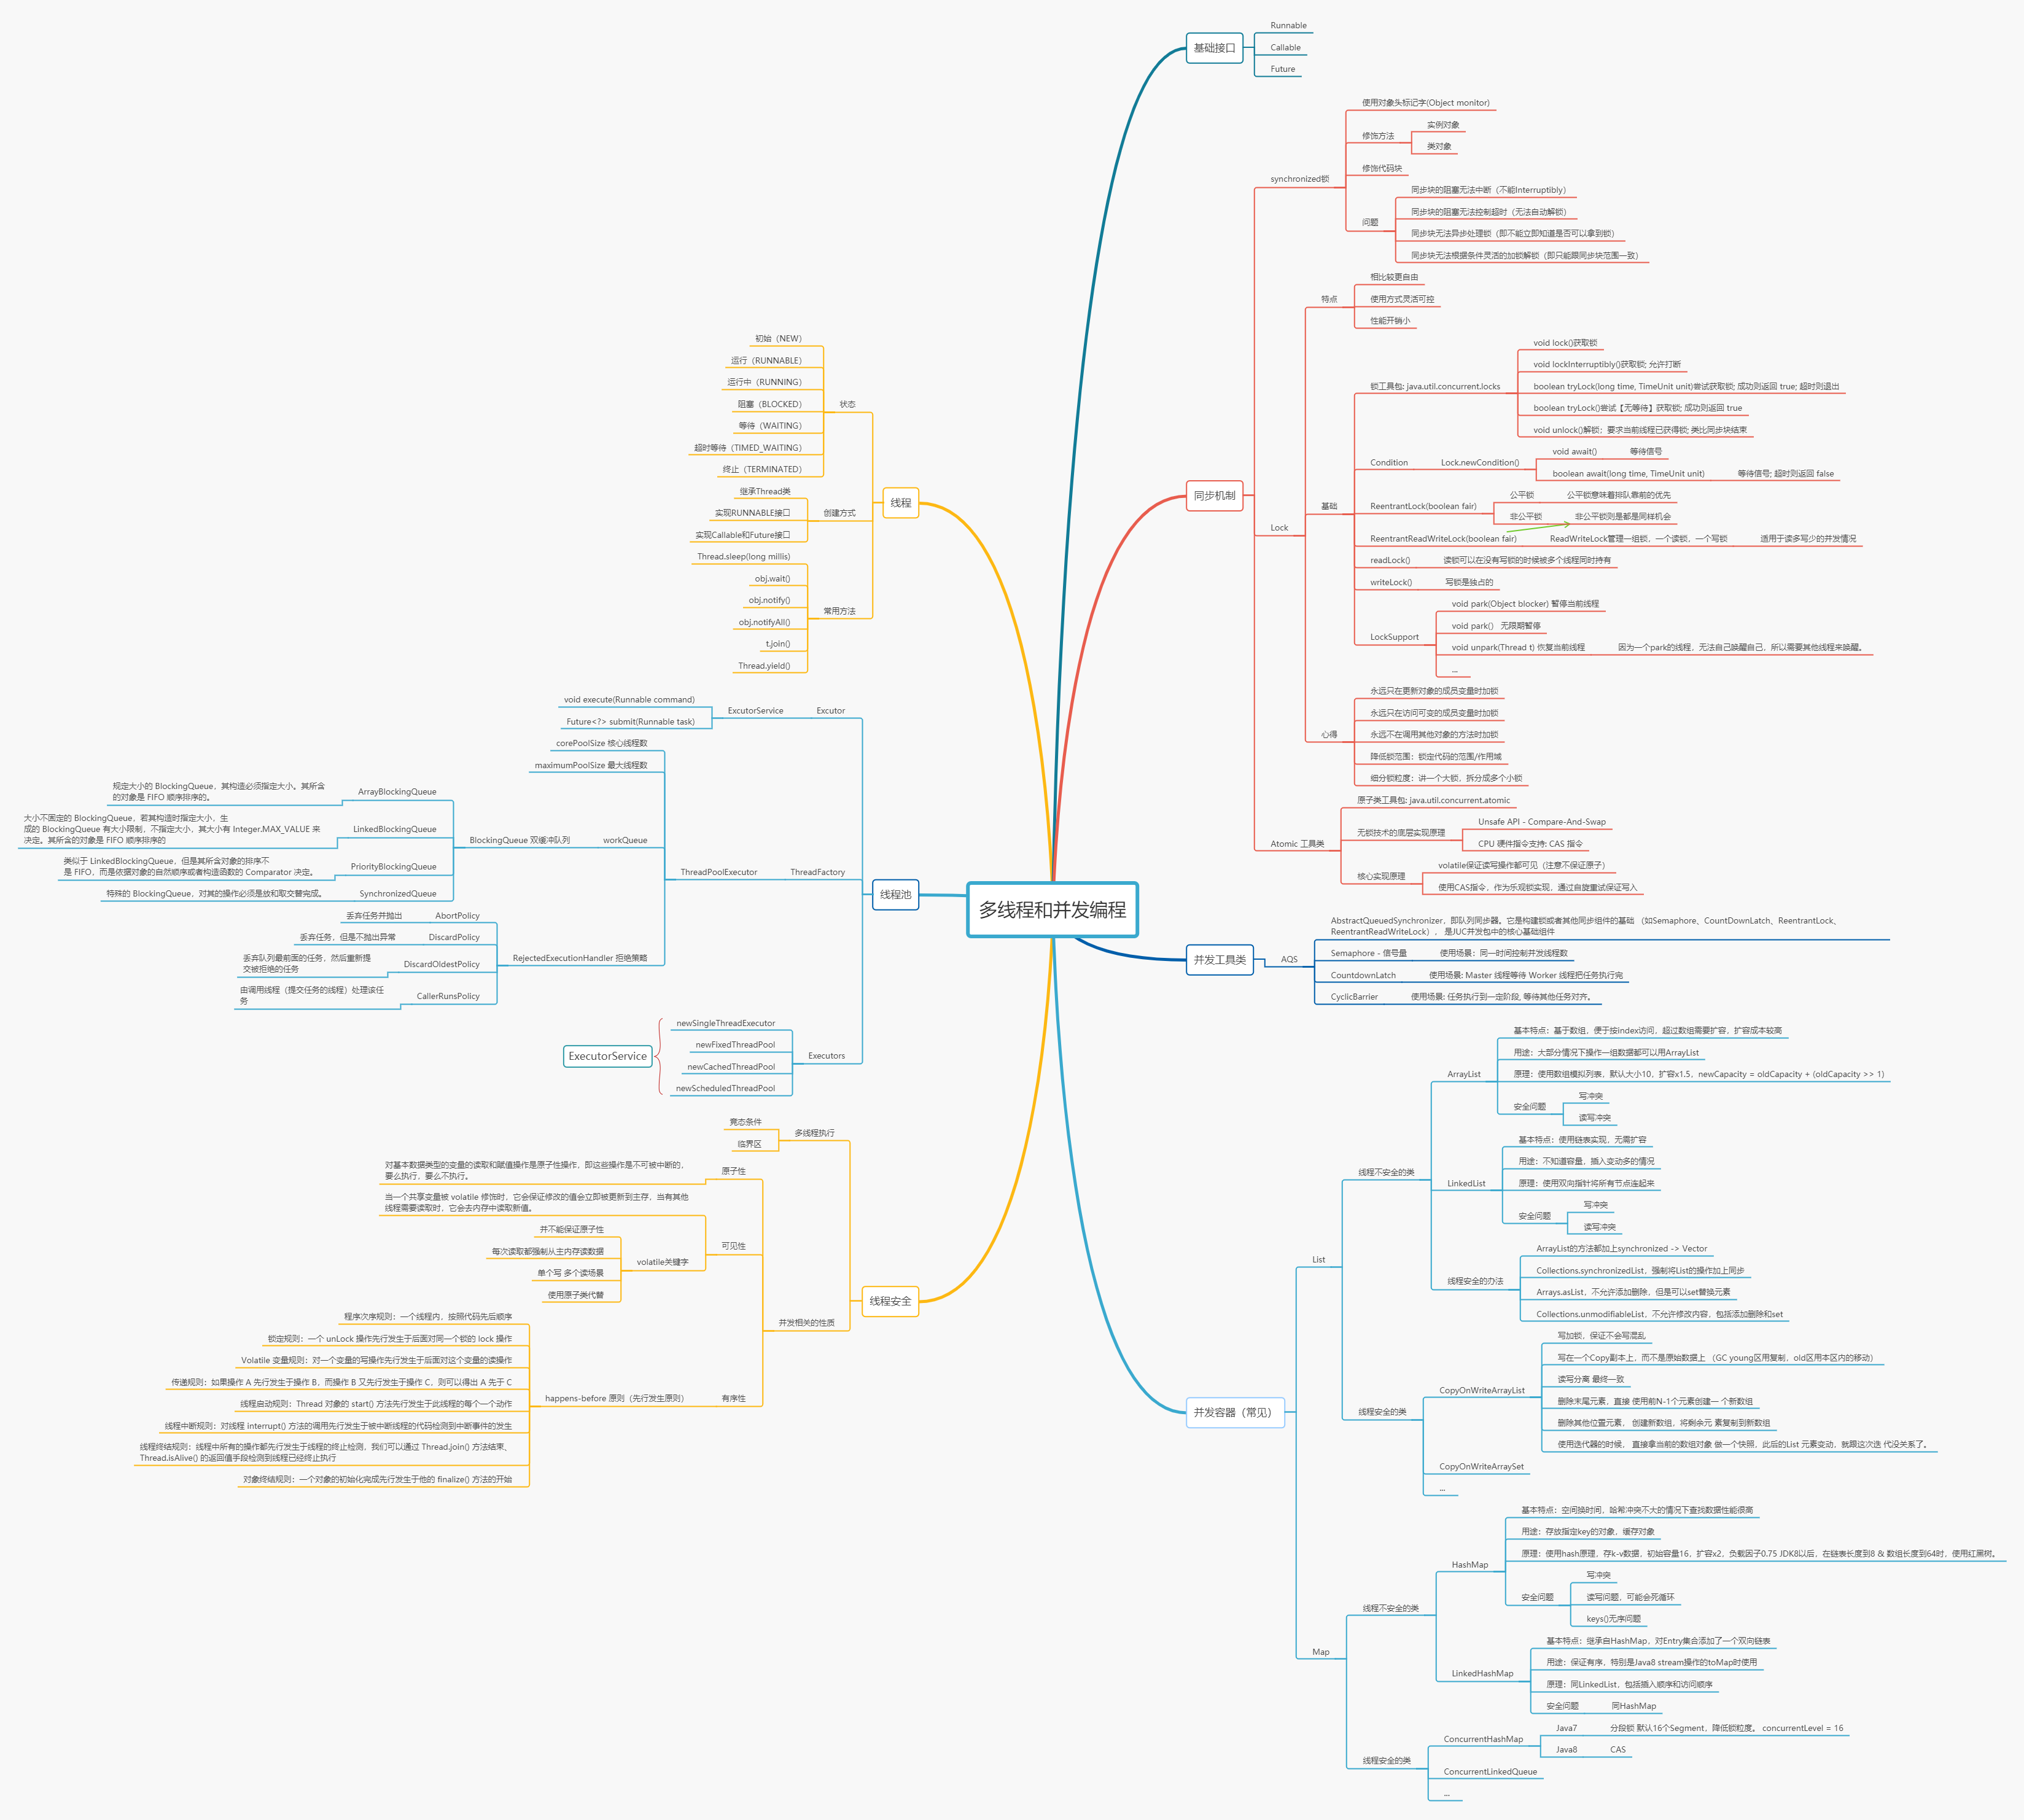 多线程和并发编程
基础接口
Runnable
Callable
Future
同步机制
synchronized锁
使用对象头标记字(Object monitor)
修饰方法
实例对象
类对象
修饰代码块
问题
同步块的阻塞无法中断（不能Interruptibly）
同步块的阻塞无法控制超时（无法自动解锁）
同步块无法异步处理锁（即不能立即知道是否可以拿到锁）
同步块无法根据条件灵活的加锁解锁（即只能跟同步块范围一致）
Lock
特点
相比较更自由
使用方式灵活可控
性能开销小
基础
锁工具包: java.util.concurrent.locks
void lock()获取锁
void lockInterruptibly()获取锁; 允许打断
boolean tryLock(long time, TimeUnit unit)尝试获取锁; 成功则返回 true; 超时则退出
boolean tryLock()尝试【无等待】获取锁; 成功则返回 true
void unlock()解锁；要求当前线程已获得锁; 类比同步块结束
Condition
Lock.newCondition()
void await()
等待信号
boolean await(long time, TimeUnit unit)
等待信号; 超时则返回 false
ReentrantLock(boolean fair)
公平锁
公平锁意味着排队靠前的优先
非公平锁
非公平锁则是都是同样机会
ReentrantReadWriteLock(boolean fair)
ReadWriteLock管理一组锁，一个读锁，一个写锁
适用于读多写少的并发情况
readLock()
读锁可以在没有写锁的时候被多个线程同时持有
writeLock()
写锁是独占的
LockSupport
void park(Object blocker) 暂停当前线程
void park() 无限期暂停
void unpark(Thread t) 恢复当前线程
因为一个park的线程，无法自己唤醒自己，所以需要其他线程来唤醒。
...
心得
永远只在更新对象的成员变量时加锁
永远只在访问可变的成员变量时加锁
永远不在调用其他对象的方法时加锁
降低锁范围：锁定代码的范围/作用域
细分锁粒度：讲一个大锁，拆分成多个小锁
Atomic 工具类
原子类工具包: java.util.concurrent.atomic
无锁技术的底层实现原理
Unsafe API - Compare-And-Swap
CPU 硬件指令支持: CAS 指令
核心实现原理
volatile保证读写操作都可见（注意不保证原子）
使用CAS指令，作为乐观锁实现，通过自旋重试保证写入
并发工具类
AQS
AbstractQueuedSynchronizer，即队列同步器。它是构建锁或者其他同步组件的基础 （如Semaphore、CountDownLatch、ReentrantLock、
ReentrantReadWriteLock）， 是JUC并发包中的核心基础组件
Semaphore - 信号量
使用场景：同一时间控制并发线程数
CountdownLatch
使用场景: Master 线程等待 Worker 线程把任务执行完
CyclicBarrier
使用场景: 任务执行到一定阶段, 等待其他任务对齐。
并发容器（常见）
List
线程不安全的类
ArrayList
基本特点：基于数组，便于按index访问，超过数组需要扩容，扩容成本较高
用途：大部分情况下操作一组数据都可以用ArrayList
原理：使用数组模拟列表，默认大小10，扩容x1.5，newCapacity = oldCapacity + (oldCapacity >> 1)
安全问题
写冲突
读写冲突
LinkedList
基本特点：使用链表实现，无需扩容
用途：不知道容量，插入变动多的情况
原理：使用双向指针将所有节点连起来
安全问题
写冲突
读写冲突
线程安全的办法
ArrayList的方法都加上synchronized -> Vector
Collections.synchronizedList，强制将List的操作加上同步
Arrays.asList，不允许添加删除，但是可以set替换元素
Collections.unmodifiableList，不允许修改内容，包括添加删除和set
线程安全的类
CopyOnWriteArrayList
写加锁，保证不会写混乱
写在一个Copy副本上，而不是原始数据上 （GC young区用复制，old区用本区内的移动）
读写分离 最终一致
删除末尾元素，直接 使用前N-1个元素创建一 个新数组
删除其他位置元素， 创建新数组，将剩余元 素复制到新数组
使用迭代器的时候， 直接拿当前的数组对象 做一个快照，此后的List 元素变动，就跟这次迭 代没关系了。
CopyOnWriteArraySet
...
Map
线程不安全的类
HashMap
基本特点：空间换时间，哈希冲突不大的情况下查找数据性能很高
用途：存放指定key的对象，缓存对象
原理：使用hash原理，存k-v数据，初始容量16，扩容x2，负载因子0.75 JDK8以后，在链表长度到8 & 数组长度到64时，使用红黑树。
安全问题
写冲突
读写问题，可能会死循环
keys()无序问题
LinkedHashMap
基本特点：继承自HashMap，对Entry集合添加了一个双向链表
用途：保证有序，特别是Java8 stream操作的toMap时使用
原理：同LinkedList，包括插入顺序和访问顺序
安全问题
同HashMap
线程安全的类
ConcurrentHashMap
Java7
分段锁 默认16个Segment，降低锁粒度。 concurrentLevel = 16
Java8
CAS
ConcurrentLinkedQueue
...
线程
状态
初始（NEW）
运行（RUNNABLE）
运行中（RUNNING）
阻塞（BLOCKED）
等待（WAITING）
超时等待（TIMED_WAITING）
终止（TERMINATED）
创建方式
继承Thread类
实现RUNNABLE接口
实现Callable和Future接口
常用方法
Thread.sleep(long millis)
obj.wait()
obj.notify()
obj.notifyAll()
t.join()
Thread.yield()
线程池
Excutor
ExcutorService
void execute(Runnable command)
Future<?> submit(Runnable task)
ThreadFactory
ThreadPoolExecutor
corePoolSize 核心线程数
maximumPoolSize 最大线程数
workQueue
BlockingQueue 双缓冲队列
ArrayBlockingQueue
规定大小的 BlockingQueue，其构造必须指定大小。其所含
的对象是 FIFO 顺序排序的。
LinkedBlockingQueue
大小不固定的 BlockingQueue，若其构造时指定大小，生
成的 BlockingQueue 有大小限制，不指定大小，其大小有 Integer.MAX_VALUE 来
决定。其所含的对象是 FIFO 顺序排序的
PriorityBlockingQueue
类似于 LinkedBlockingQueue，但是其所含对象的排序不
是 FIFO，而是依据对象的自然顺序或者构造函数的 Comparator 决定。
SynchronizedQueue
特殊的 BlockingQueue，对其的操作必须是放和取交替完成。
RejectedExecutionHandler 拒绝策略
AbortPolicy
丢弃任务并抛出
DiscardPolicy
丢弃任务，但是不抛出异常
DiscardOldestPolicy
丢弃队列最前面的任务，然后重新提
交被拒绝的任务
CallerRunsPolicy
由调用线程（提交任务的线程）处理该任
务
Executors
newSingleThreadExecutor
newFixedThreadPool
newCachedThreadPool
newScheduledThreadPool
ExecutorService
线程安全
多线程执行
竞态条件
临界区
并发相关的性质
原子性
对基本数据类型的变量的读取和赋值操作是原子性操作，即这些操作是不可被中断的，
要么执行，要么不执行。
可见性
当一个共享变量被 volatile 修饰时，它会保证修改的值会立即被更新到主存，当有其他
线程需要读取时，它会去内存中读取新值。
volatile关键字
并不能保证原子性
每次读取都强制从主内存读数据
单个写 多个读场景
使用原子类代替
有序性
happens-before 原则（先行发生原则）
程序次序规则：一个线程内，按照代码先后顺序
锁定规则：一个 unLock 操作先行发生于后面对同一个锁的 lock 操作
Volatile 变量规则：对一个变量的写操作先行发生于后面对这个变量的读操作
传递规则：如果操作 A 先行发生于操作 B，而操作 B 又先行发生于操作 C，则可以得出 A 先于 C
线程启动规则：Thread 对象的 start() 方法先行发生于此线程的每个一个动作
线程中断规则：对线程 interrupt() 方法的调用先行发生于被中断线程的代码检测到中断事件的发生
线程终结规则：线程中所有的操作都先行发生于线程的终止检测，我们可以通过 Thread.join() 方法结束、
Thread.isAlive() 的返回值手段检测到线程已经终止执行
对象终结规则：一个对象的初始化完成先行发生于他的 finalize() 方法的开始